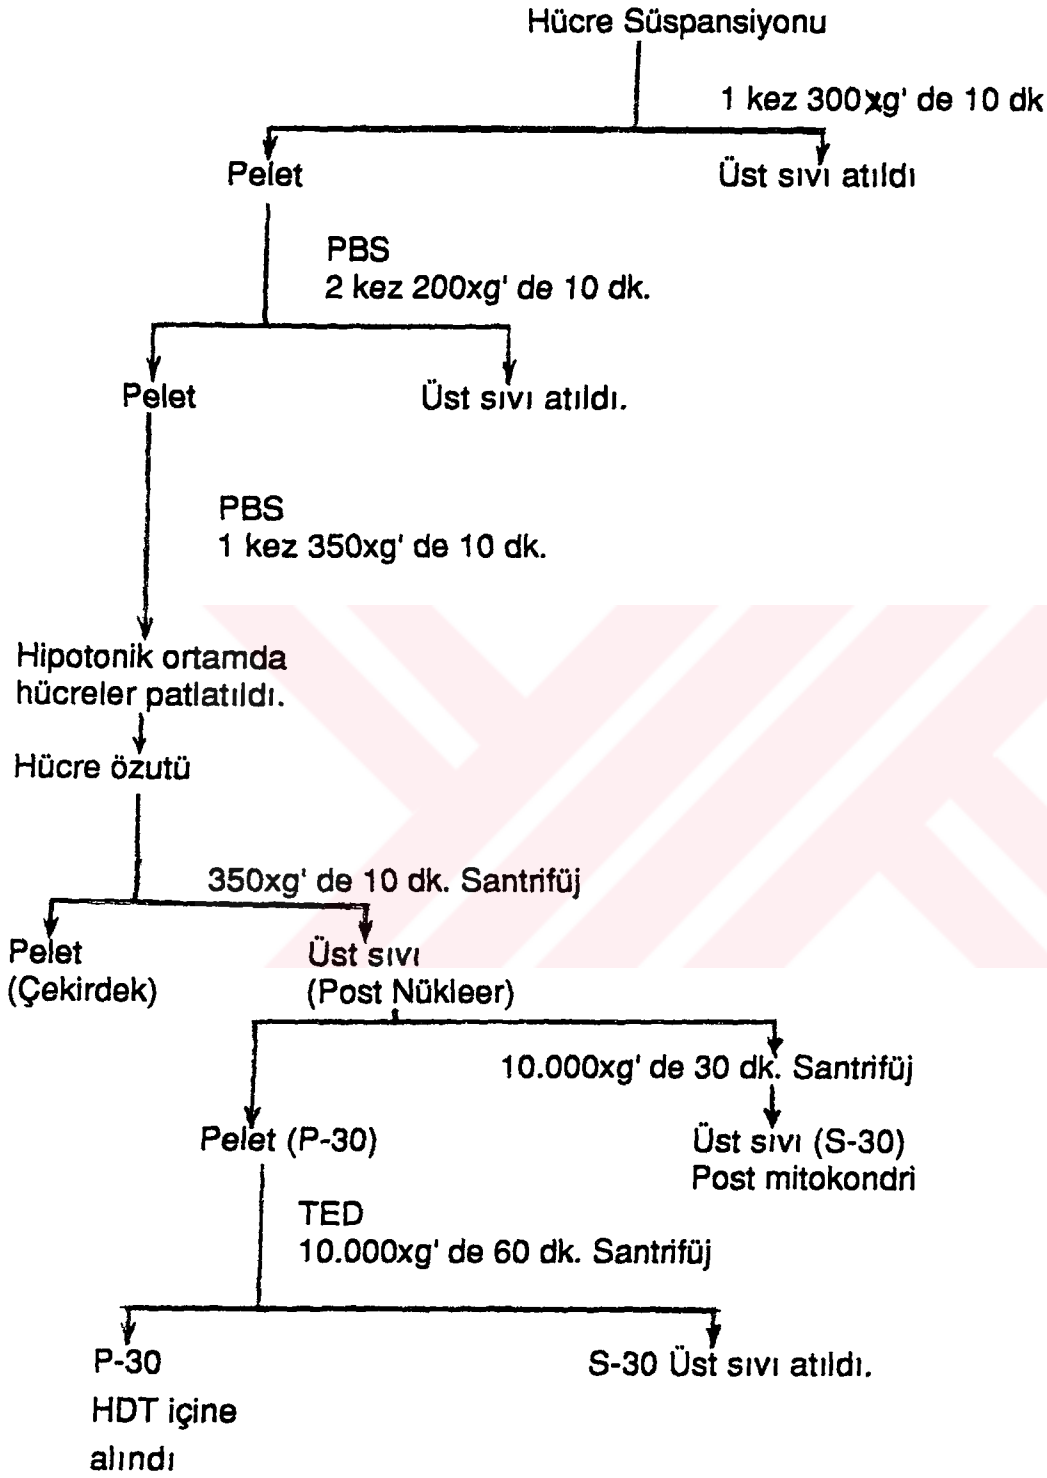 Hücre Süspansiyonu
1 kez 300xg' de 10 dk
Pelet
Üst sıvı atıldı
PBS
2 kez 200xg' de 10 dk.
Pelet
Üst sıvı atıldı.
PBS
1 kez 350xg' de 10 dk.
Hipotonik ortamda
hücreler patlatıldı.
Hücre özutü
350xg' de 10 dk. Santrifüj
Pelet
(Çekirdek)
Üst sıvı
(Post Nükleer)
10.000xg' de 30 dk. Santrifüj
Pelet (P-30)
Üst sıvı (S-30)
Post mitokondri
TED
10.000xg' de 60 dk. Santrifüj
P-30
HDT içine
alındı
S-30 Üst sıvı atıldı.